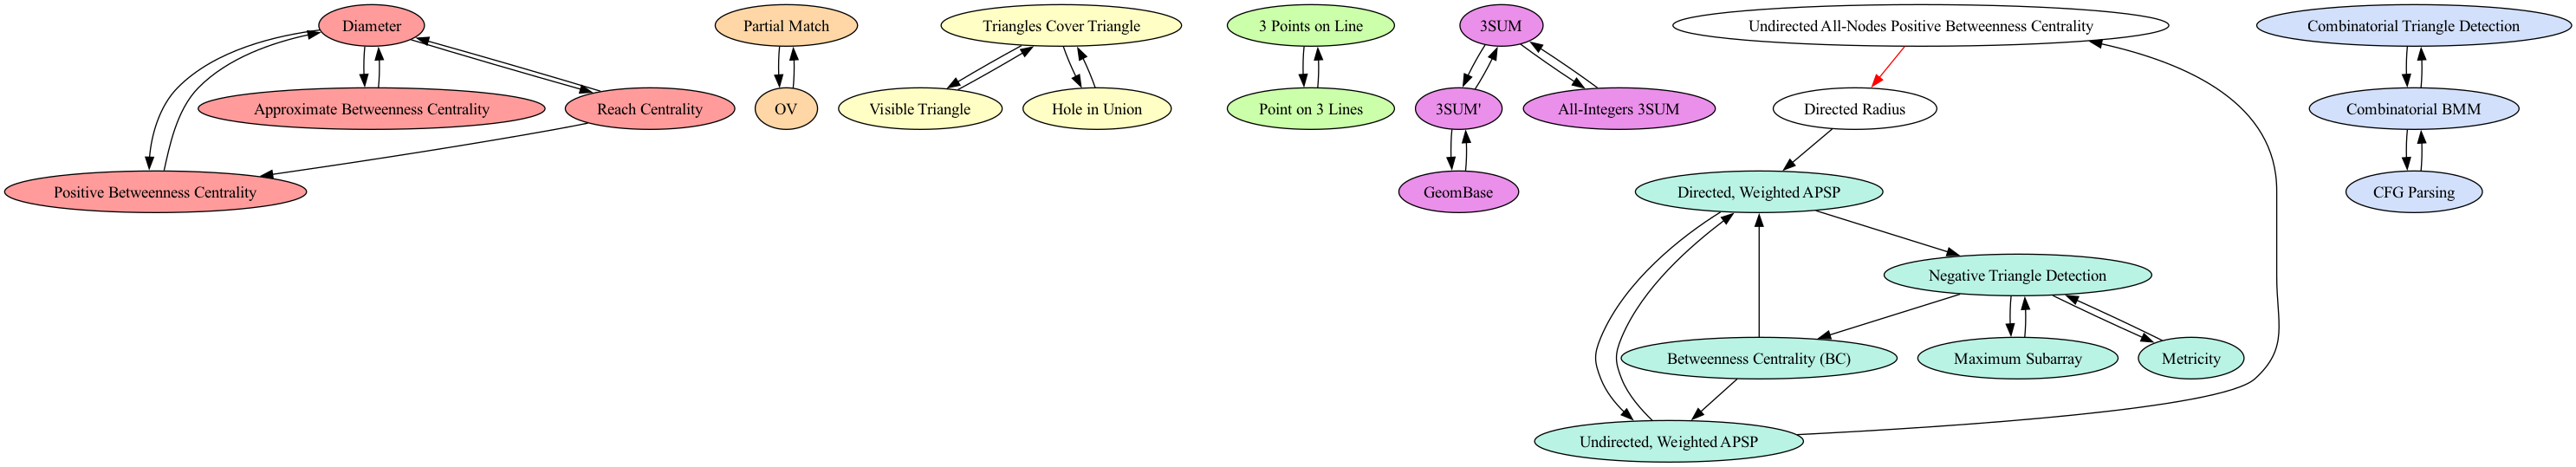 Diameter
Partial Match
Triangles Cover Triangle
3 Points on Line
3SUM
Undirected All-Nodes Positive Betweenness Centrality
Combinatorial Triangle Detection
Approximate Betweenness Centrality
Reach Centrality
OV
Visible Triangle
Hole in Union
Point on 3 Lines
3SUM'
All-Integers 3SUM
Directed Radius
Combinatorial BMM
Positive Betweenness Centrality
GeomBase
Directed, Weighted APSP
CFG Parsing
Negative Triangle Detection
Betweenness Centrality (BC)
Maximum Subarray
Metricity
Undirected, Weighted APSP